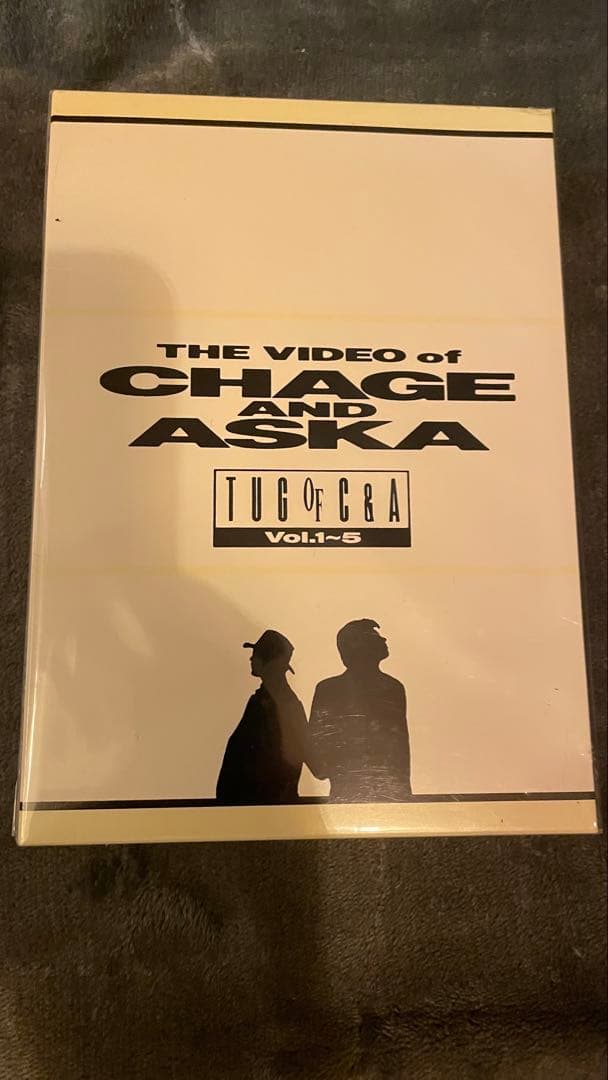 THE VIDEO of
CHAGE
AND
ASKA
TUG OF C&A
Vol.1~5